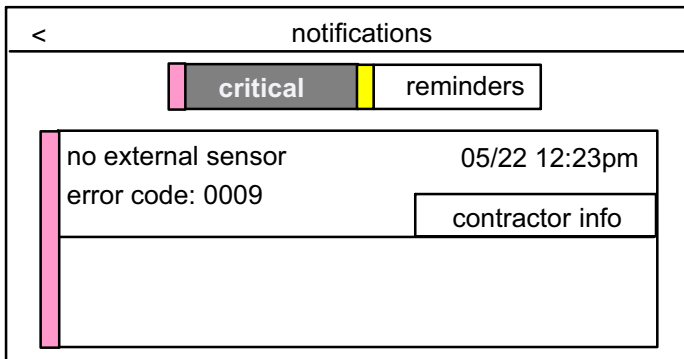 < notifications
critical reminders
no external sensor 05/22 12:23pm
error code: 0009
contractor info